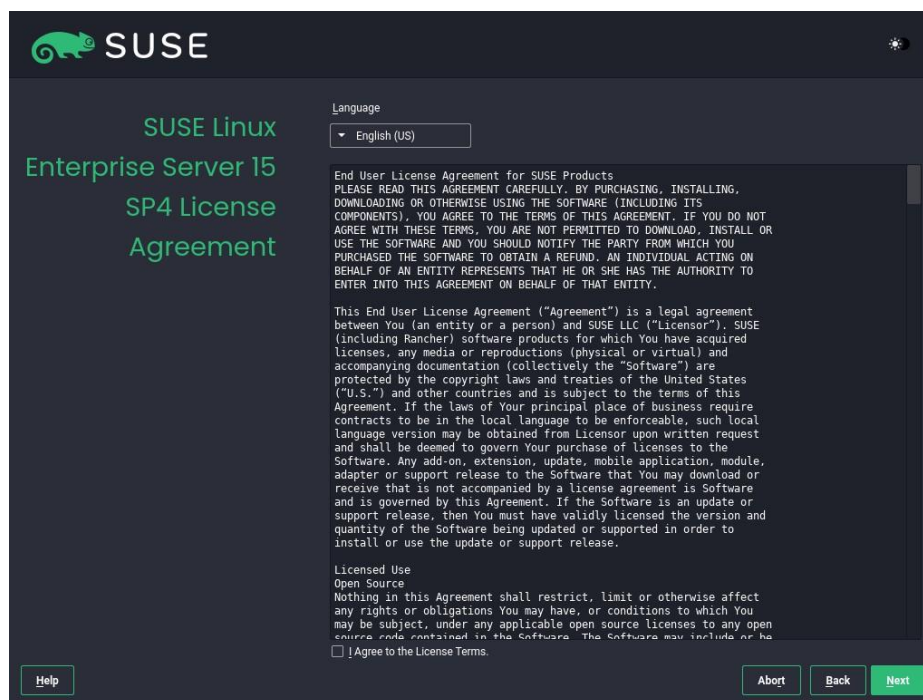 SUSE
SUSE Linux
Enterprise Server 15
SP4 License
Agreement
Language
English (US)
End User License Agreement for SUSE Products
PLEASE READ THIS AGREEMENT CAREFULLY. BY PURCHASING, INSTALLING,
DOWNLOADING OR OTHERWISE USING THE SOFTWARE (INCLUDING ITS
COMPONENTS), YOU AGREE TO THE TERMS OF THIS AGREEMENT. IF YOU DO NOT
AGREE WITH THESE TERMS, YOU ARE NOT PERMITTED TO DOWNLOAD, INSTALL OR
USE THE SOFTWARE AND YOU SHOULD NOTIFY THE PARTY FROM WHICH YOU
PURCHASED THE SOFTWARE TO OBTAIN A REFUND. AN INDIVIDUAL ACTING ON
BEHALF OF AN ENTITY REPRESENTS THAT HE OR SHE HAS THE AUTHORITY TO
ENTER INTO THIS AGREEMENT ON BEHALF OF THAT ENTITY.
This End User License Agreement (“Agreement”) is a legal agreement
between You (an entity or a person) and SUSE LLC (“Licensor”). SUSE
(including Rancher) software products for which You have acquired
licenses, any media or reproductions (physical or virtual) and
accompanying documentation (collectively the “Software”) are
protected by the copyright laws and treaties of the United States
(“U.S.”) and other countries and is subject to the terms of this
Agreement. If the laws of Your principal place of business require
contracts to be in the local language to be enforceable, such local
language version may be obtained from Licensor upon written request
and shall be deemed to govern Your purchase of licenses to the
Software. Any add-on, extension, update, mobile application, module,
adapter or support release to the Software that You may download or
receive that is not accompanied by a license agreement is Software
and is governed by this Agreement. If the Software is an update or
support release, then You must have validly licensed the version and
quantity of the Software being updated or supported in order to
install or use the update or support release.
Licensed Use
Open Source
Nothing in this Agreement shall restrict, limit or otherwise affect
any rights or obligations You may have, or conditions to which You
may be subject, under any applicable open source licenses to any open
source code contained in the Software. The Software may include or be
I Agree to the License Terms.
Help
Abort
Back
Next